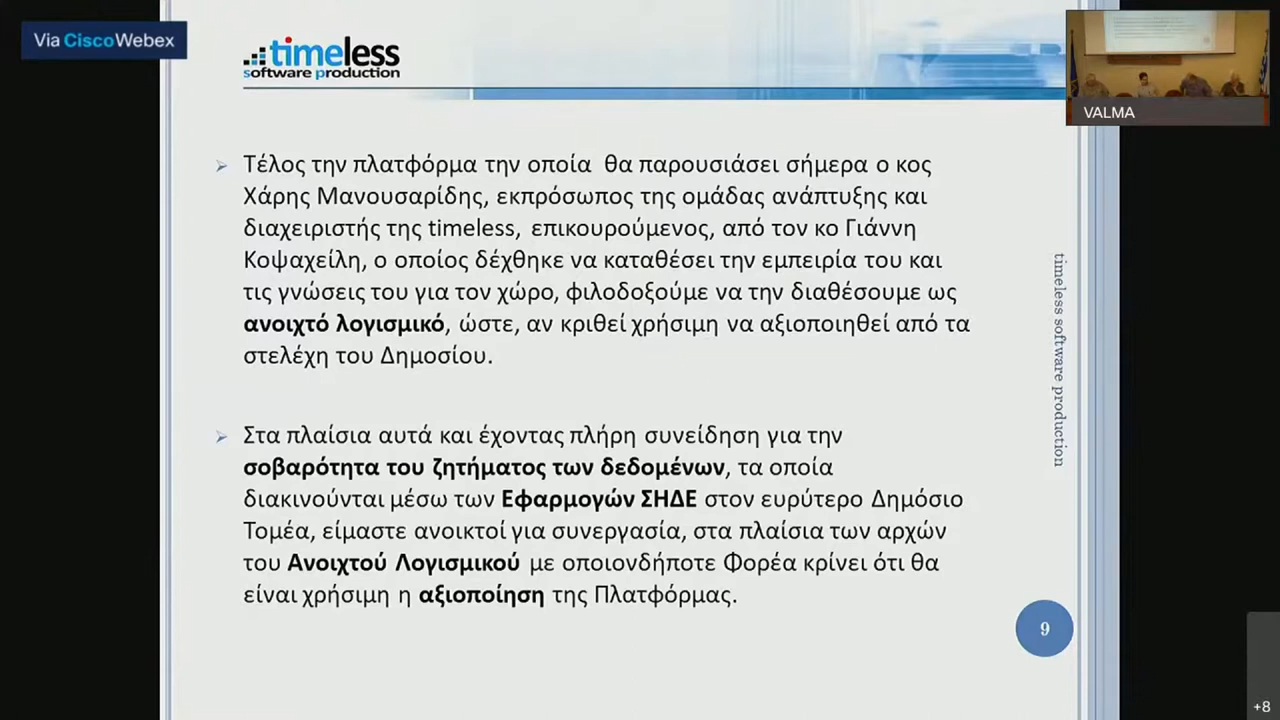 Via Cisco Webex
timeless
software production
VALMA
Τέλος την πλατφόρμα την οποία θα παρουσιάσει σήμερα ο κος
Χάρης Μανουσαρίδης, εκπρόσωπος της ομάδας ανάπτυξης και
διαχειριστής της timeless, επικουρούμενος, από τον κο Γιάννη
Κοψαχείλη, ο οποίος δέχθηκε να καταθέσει την εμπειρία του και
τις γνώσεις του για τον χώρο, φιλοδοξούμε να την διαθέσουμε ως
ανοιχτό λογισμικό, ώστε, αν κριθεί χρήσιμη να αξιοποιηθεί από τα
στελέχη του Δημοσίου.
Στα πλαίσια αυτά και έχοντας πλήρη συνείδηση για την
σοβαρότητα του ζητήματος των δεδομένων, τα οποία
διακινούνται μέσω των Εφαρμογών ΣΗΔΕ στον ευρύτερο Δημόσιο
Τομέα, είμαστε ανοικτοί για συνεργασία, στα πλαίσια των αρχών
του Ανοιχτού Λογισμικού με οποιονδήποτε Φορέα κρίνει ότι θα
είναι χρήσιμη η αξιοποίηση της Πλατφόρμας.
timeless software production
9
+8